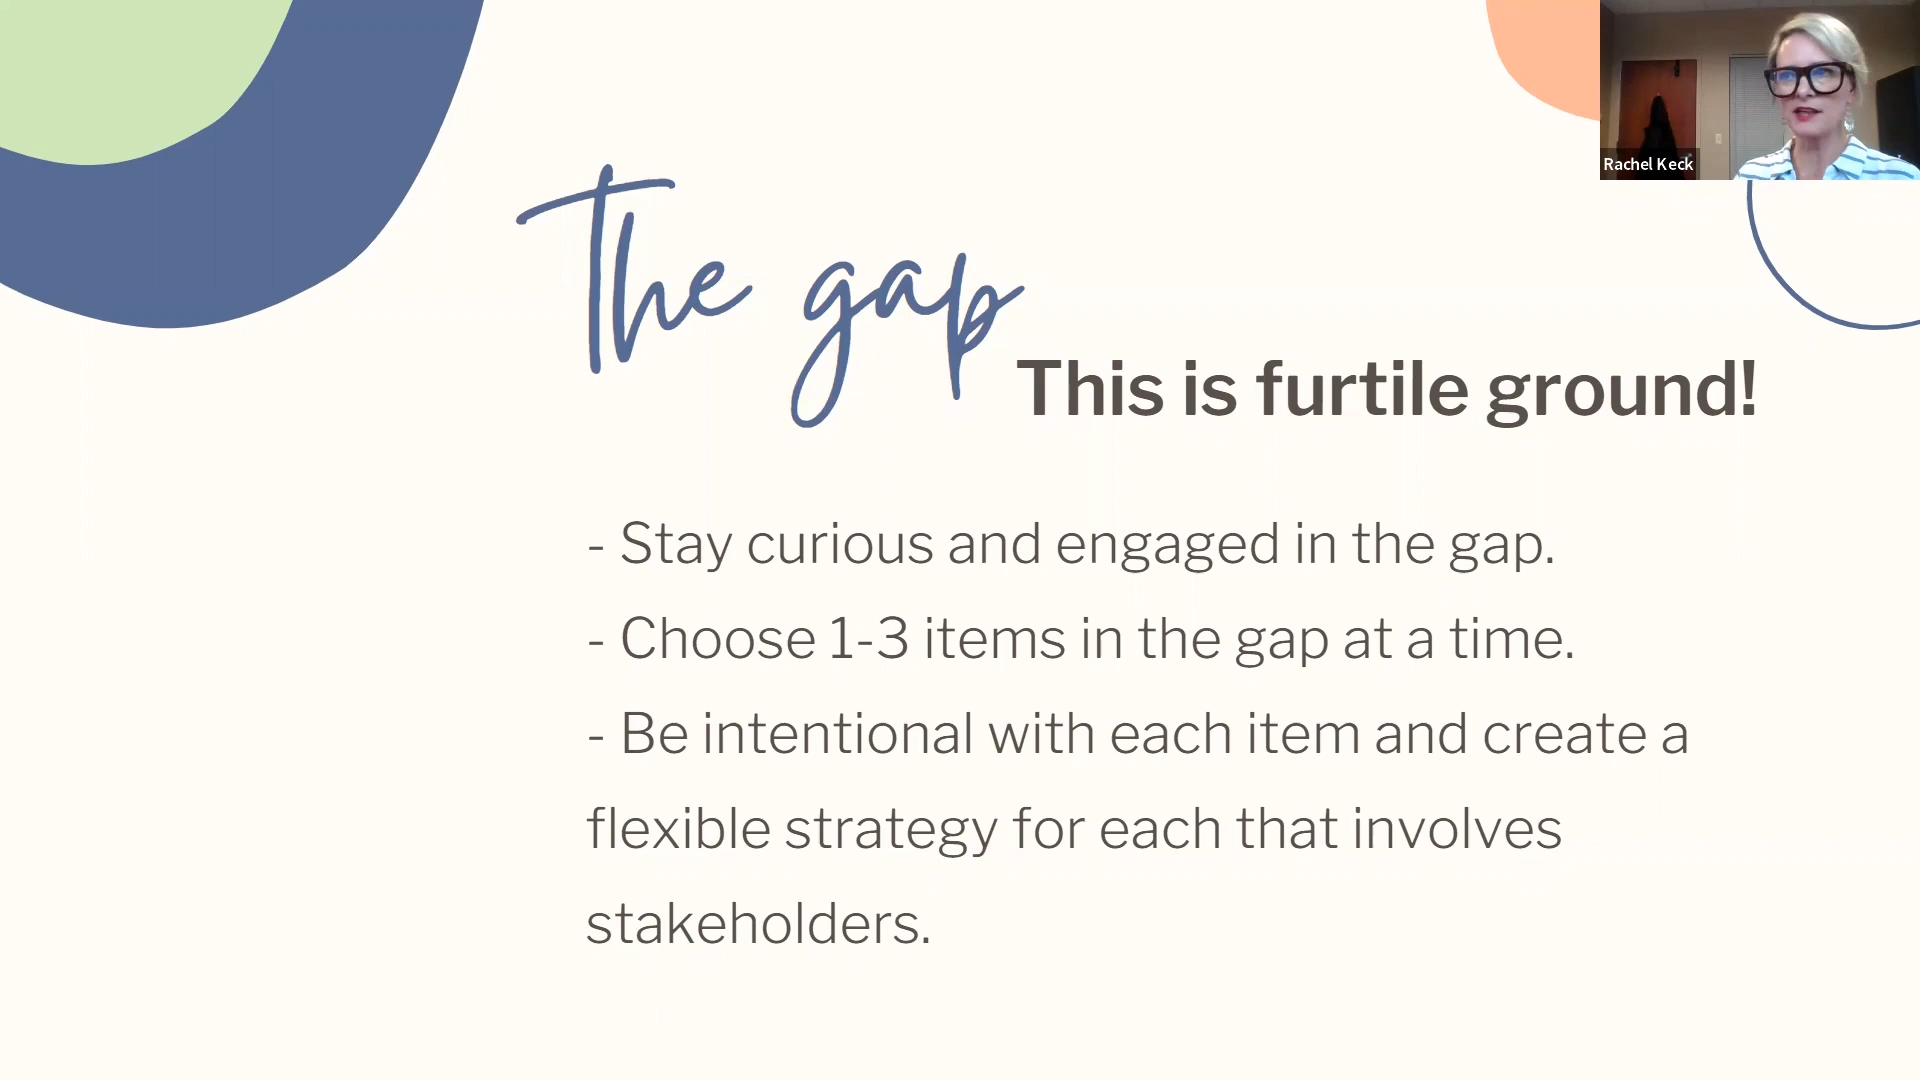 Rachel Keck
The gap
This is furtile ground!
- Stay curious and engaged in the gap.
- Choose 1-3 items in the gap at a time.
- Be intentional with each item and create a
flexible strategy for each that involves
stakeholders.